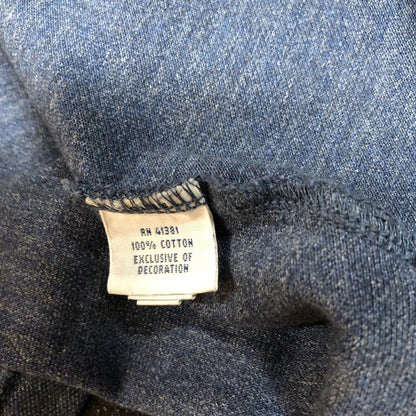 RN 41381
100% COTTON
EXCLUSIVE OF
DECORATION